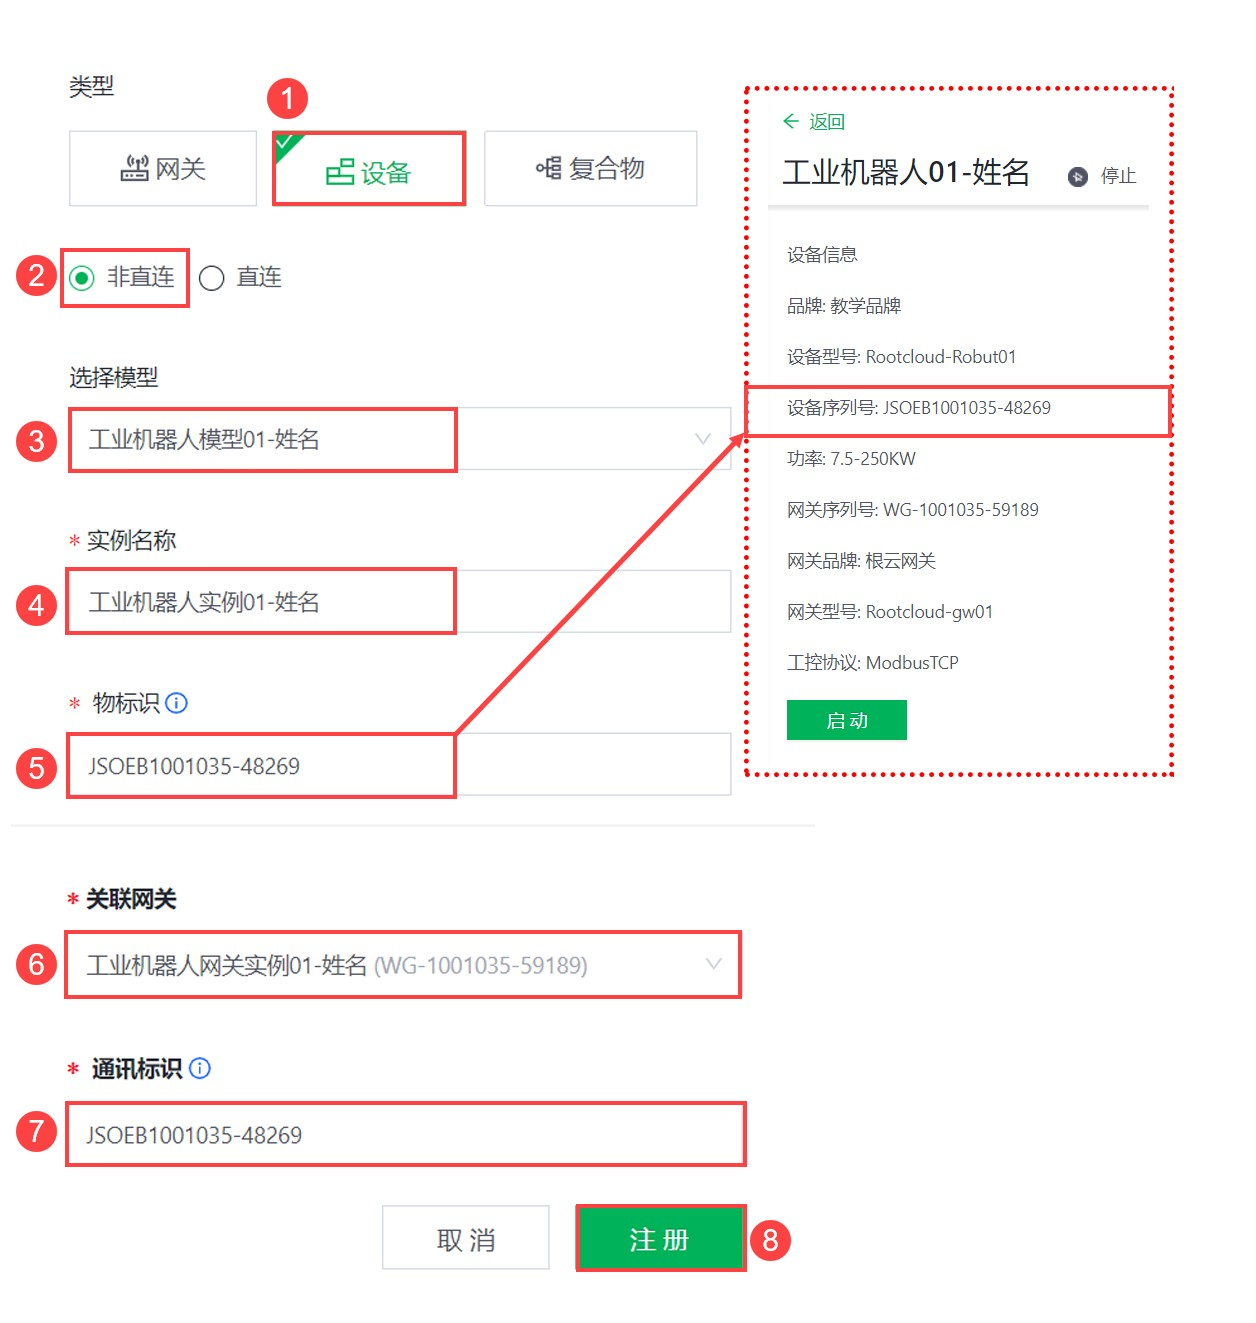 类型
1
网关
设备
复合物
2
非直连
直连
选择模型
3
工业机器人模型01-姓名
* 实例名称
4
工业机器人实例01-姓名
* 物标识
5
JSOEB1001035-48269
返回
工业机器人01-姓名
停止
设备信息
品牌: 教学品牌
设备型号: Rootcloud-Robut01
设备序列号: JSOEB1001035-48269
功率: 7.5-250KW
网关序列号: WG-1001035-59189
网关品牌: 根云网关
网关型号: Rootcloud-gw01
工控协议: ModbusTCP
启动
* 关联网关
6
工业机器人网关实例01-姓名 (WG-1001035-59189)
* 通讯标识
7
JSOEB1001035-48269
取消
注册
8